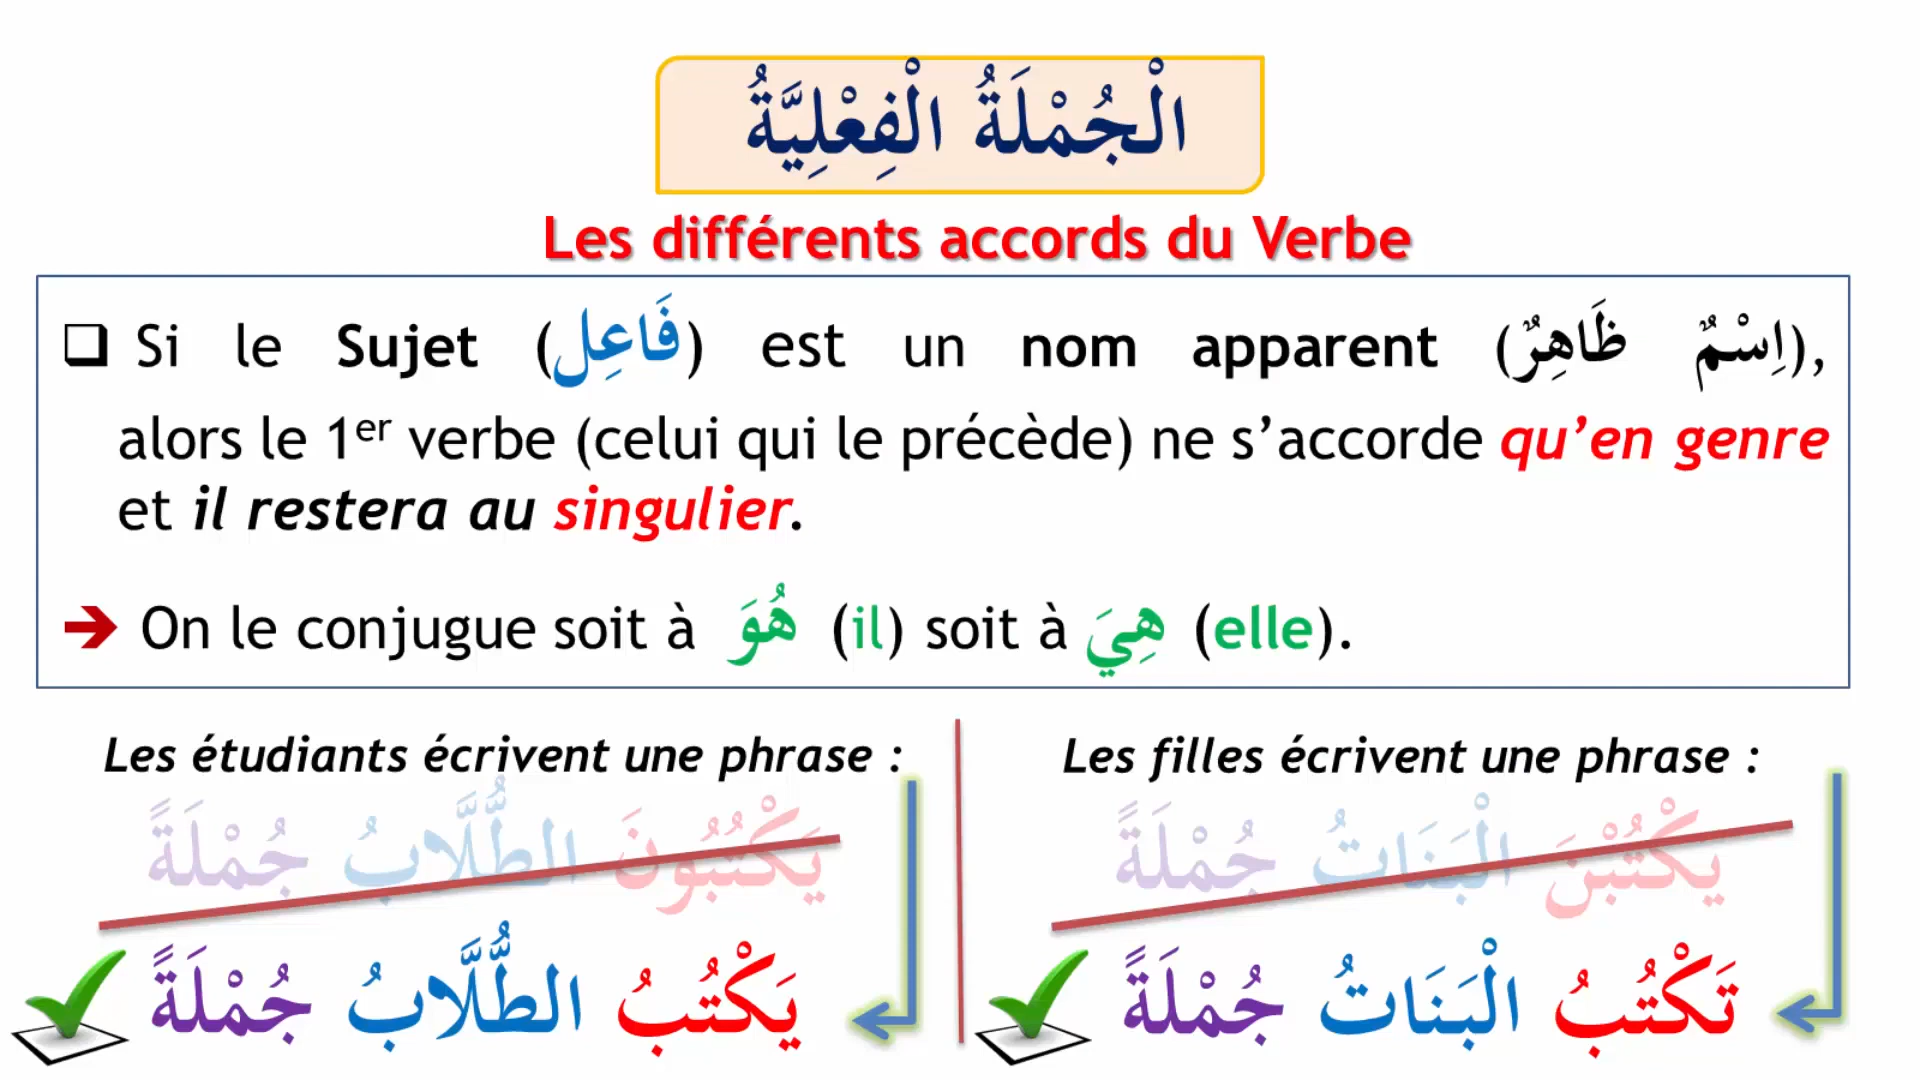 الْجُمْلَةُ الْفِعْلِيَّةُ
Les différents accords du Verbe
❑ Si le Sujet (فَاعِل) est un nom apparent (اِسْمٌ ظَاهِرٌ),
alors le 1er verbe (celui qui le précède) ne s’accorde qu’en genre
et il restera au singulier.
➔ On le conjugue soit à هُوَ (il) soit à هِيَ (elle).
Les étudiants écrivent une phrase :
يَكْتُبُونَ الطُّلَّابُ جُمْلَةً
يَكْتُبُ الطُّلَّابُ جُمْلَةً
Les filles écrivent une phrase :
يَكْتُبْنَ الْبَنَاتُ جُمْلَةً
تَكْتُبُ الْبَنَاتُ جُمْلَةً